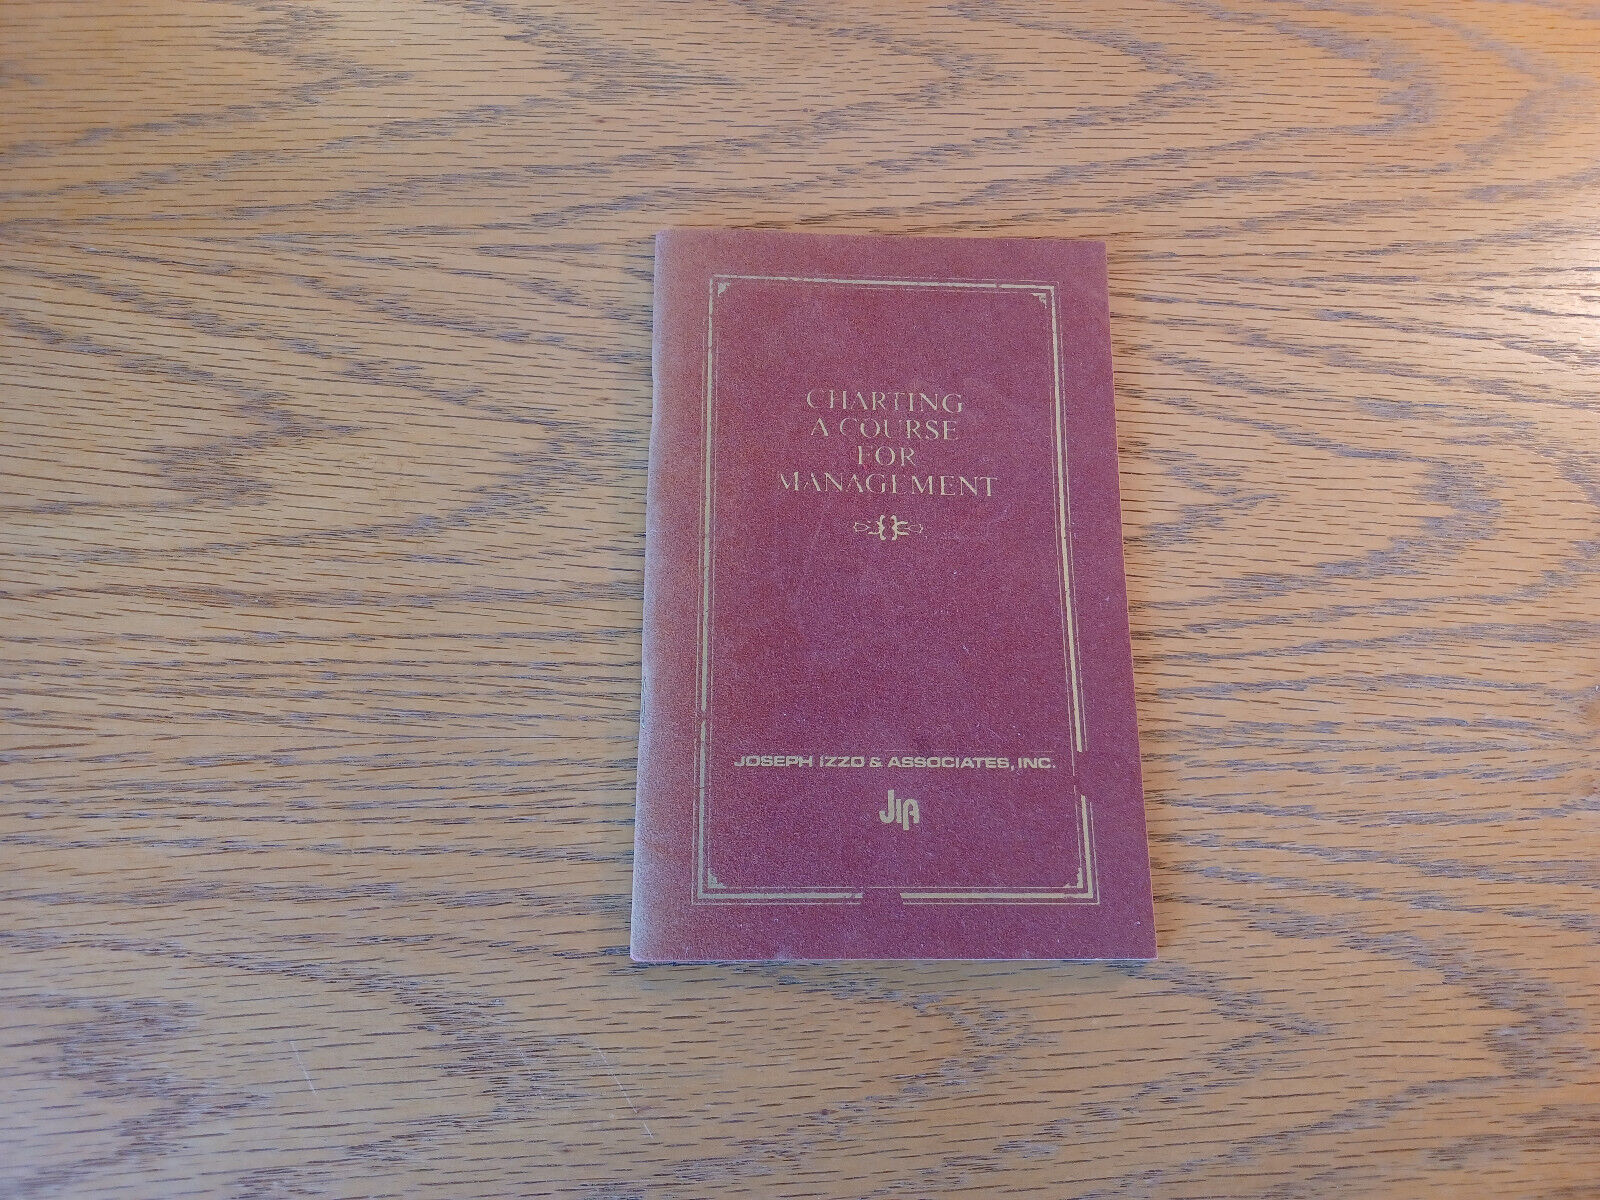 CHARTING
A COURSE
FOR
MANAGEMENT
JOSEPH IZZO & ASSOCIATES, INC.
JIA